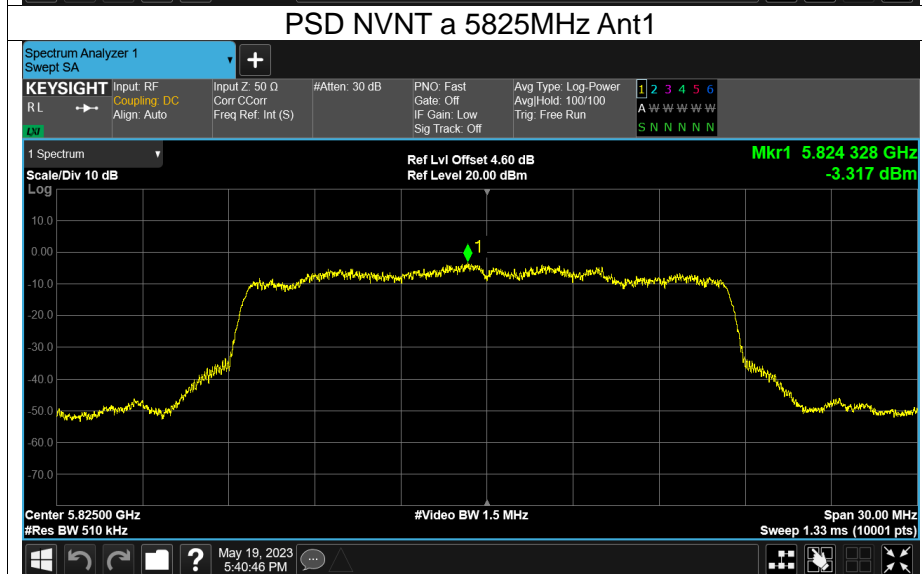 PSD NVNT a 5825MHz Ant1
Spectrum Analyzer 1
Swept SA
+
KEYSIGHT
R L
LXI
Input: RF
Coupling: DC
Align: Auto
Input Z: 50 Ω
Corr CCorr
Freq Ref: Int (S)
#Atten: 30 dB
PNO: Fast
Gate: Off
IF Gain: Low
Sig Track: Off
Avg Type: Log-Power
Avg|Hold: 100/100
Trig: Free Run
1 2 3 4 5 6
A W W W W W
S N N N N N
1 Spectrum
Scale/Div 10 dB
Log
Ref Lvl Offset 4.60 dB
Ref Level 20.00 dBm
Mkr1 5.824 328 GHz
-3.317 dBm
10.0
0.00
-10.0
-20.0
-30.0
-40.0
-50.0
-60.0
-70.0
1
Center 5.82500 GHz
#Res BW 510 kHz
#Video BW 1.5 MHz
Span 30.00 MHz
Sweep 1.33 ms (10001 pts)
?
May 19, 2023
5:40:46 PM